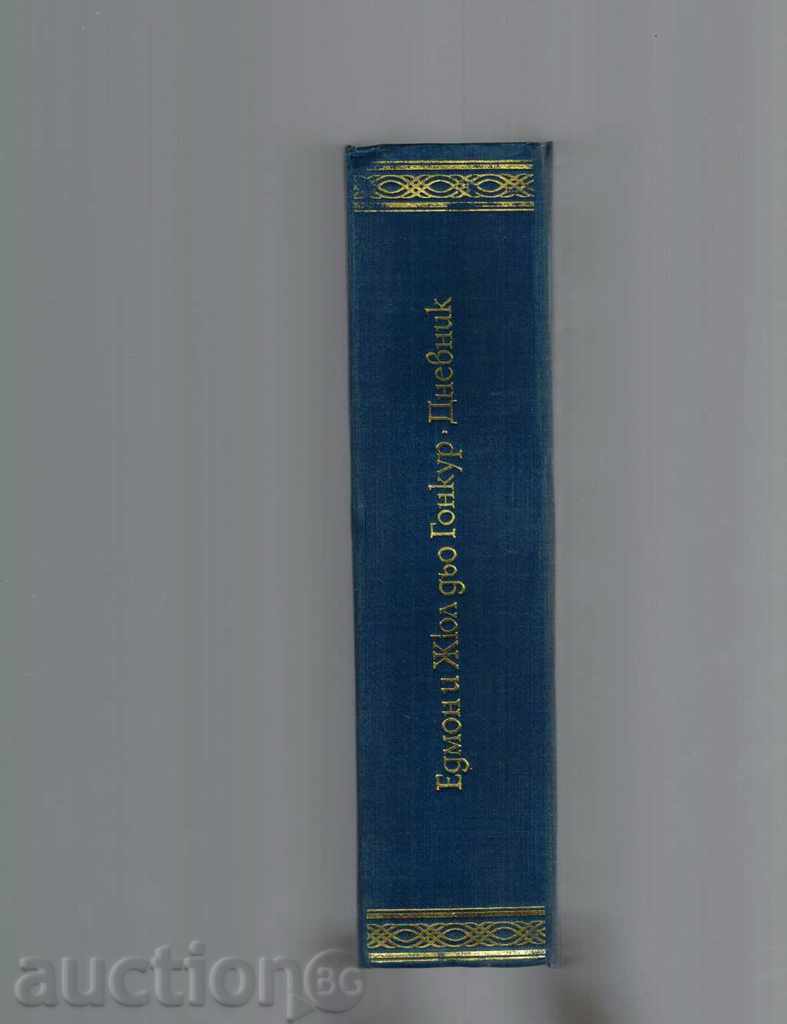 Едмон и Жюл дьо Гонкур · Дневник
auctionBG